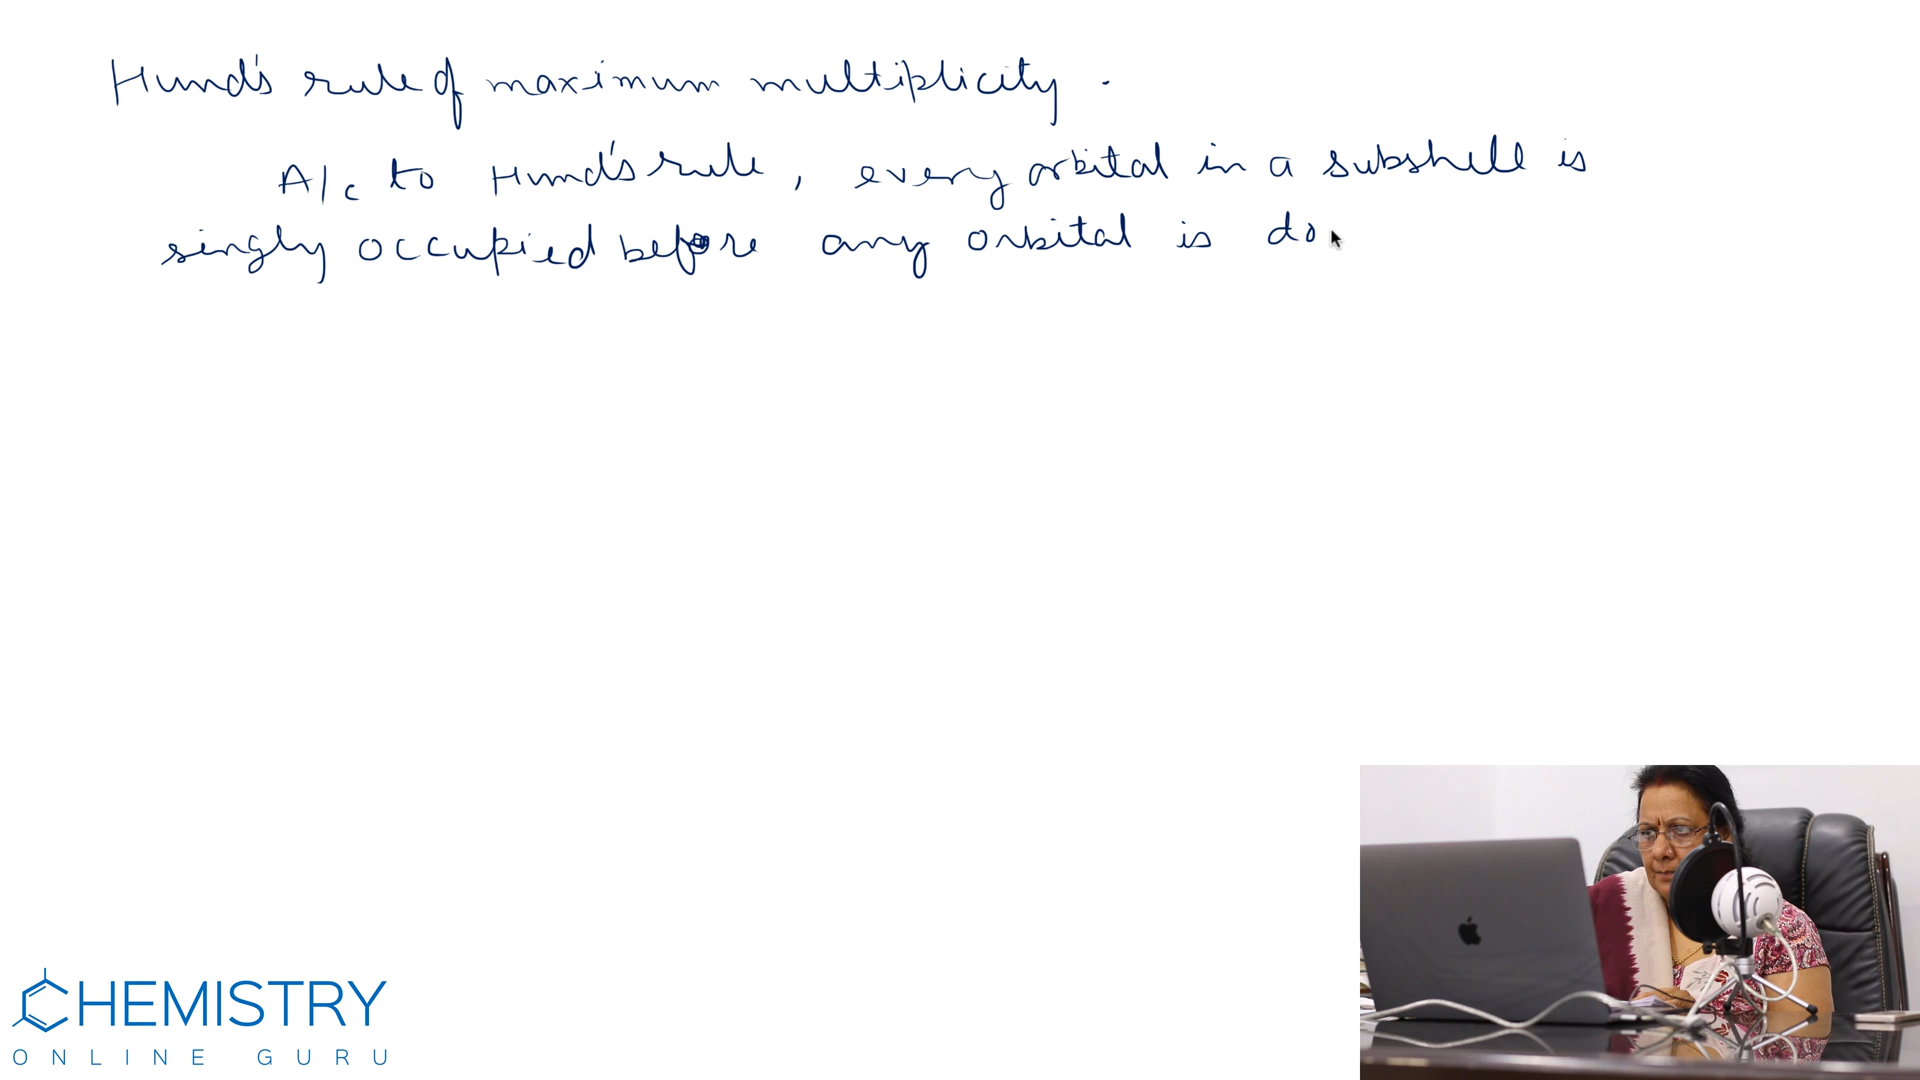 Hund's rule of maximum multiplicity.
A/c to Hund's rule, every orbital in a subshell is
singly occupied before any orbital is do
CHEMISTRY
ONLINE GURU